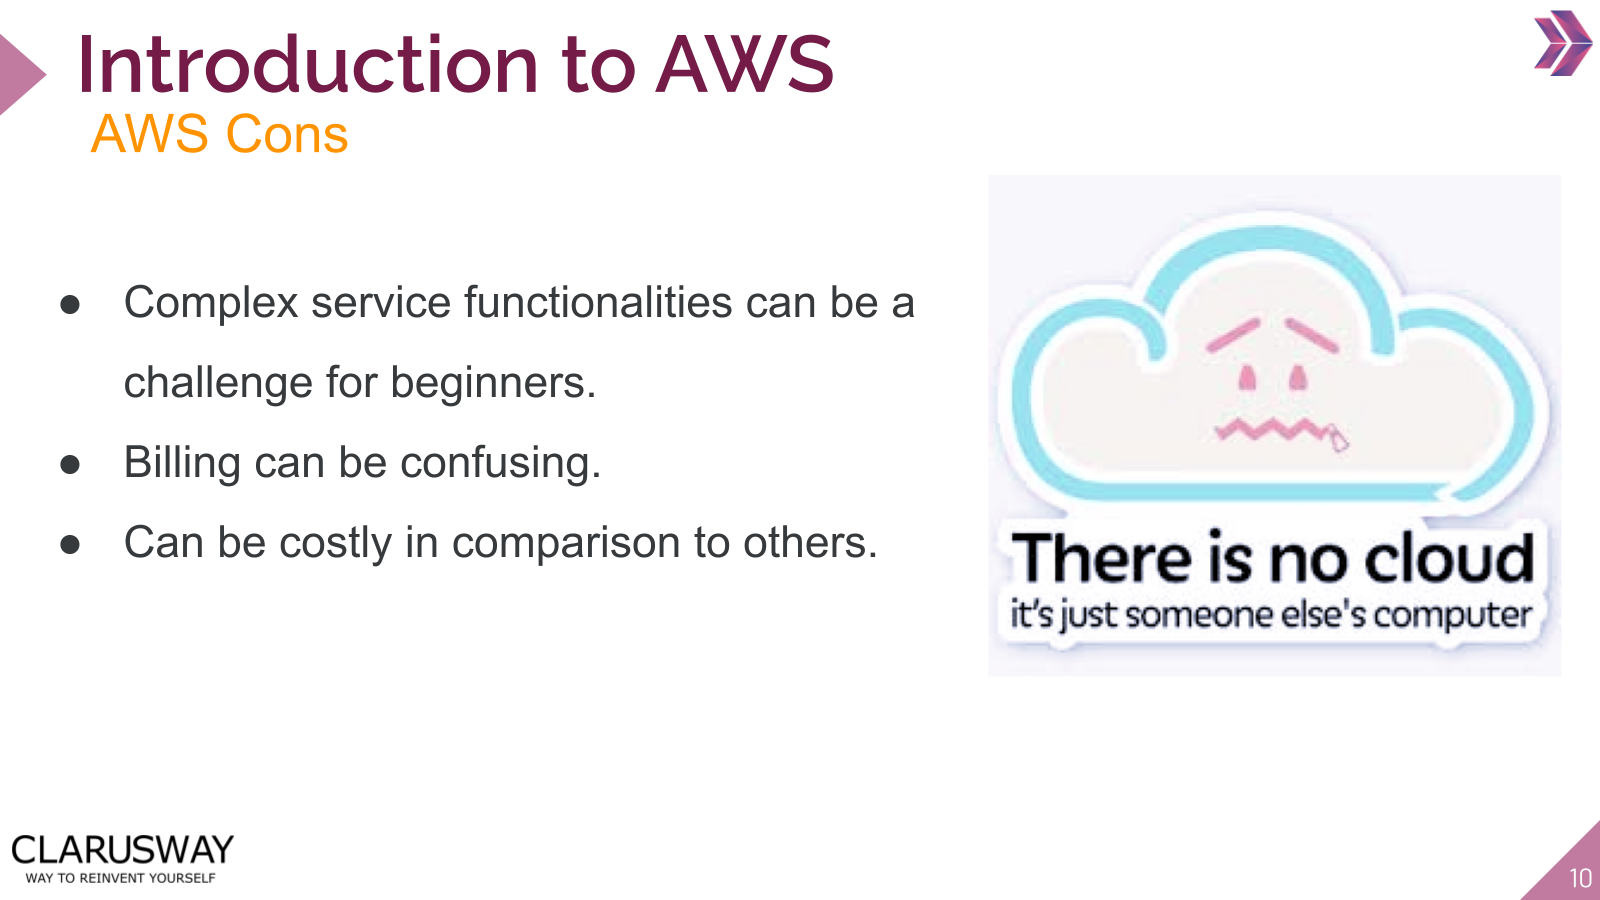 Introduction to AWS
AWS Cons
● Complex service functionalities can be a
challenge for beginners.
● Billing can be confusing.
● Can be costly in comparison to others.
There is no cloud
it's just someone else's computer
CLARUSWAY
WAY TO REINVENT YOURSELF
10